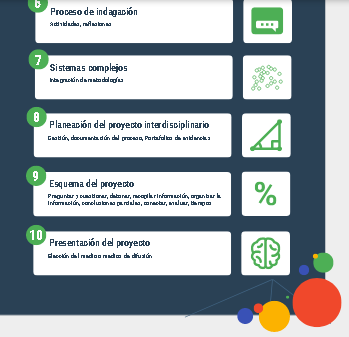 6
Proceso de indagación
Actividades, reflexiones
7
Sistemas complejos
Integración de metodologías
8
Planeación del proyecto interdisciplinario
Gestión, documentación del proceso, Portafolio de evidencias
9
Esquema del proyecto
Preguntar y cuestionar, detonar, recopilar información, organizar la
información, conclusiones parciales, conectar, evaluar, tiempos
%
10
Presentación del proyecto
Elección del medio o medios de difusión